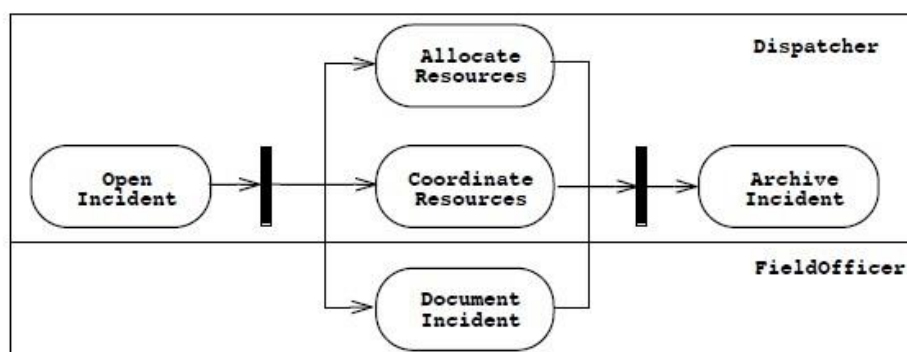 Allocate
Resources
Dispatcher
Open
Incident
Coordinate
Resources
Archive
Incident
FieldOfficer
Document
Incident